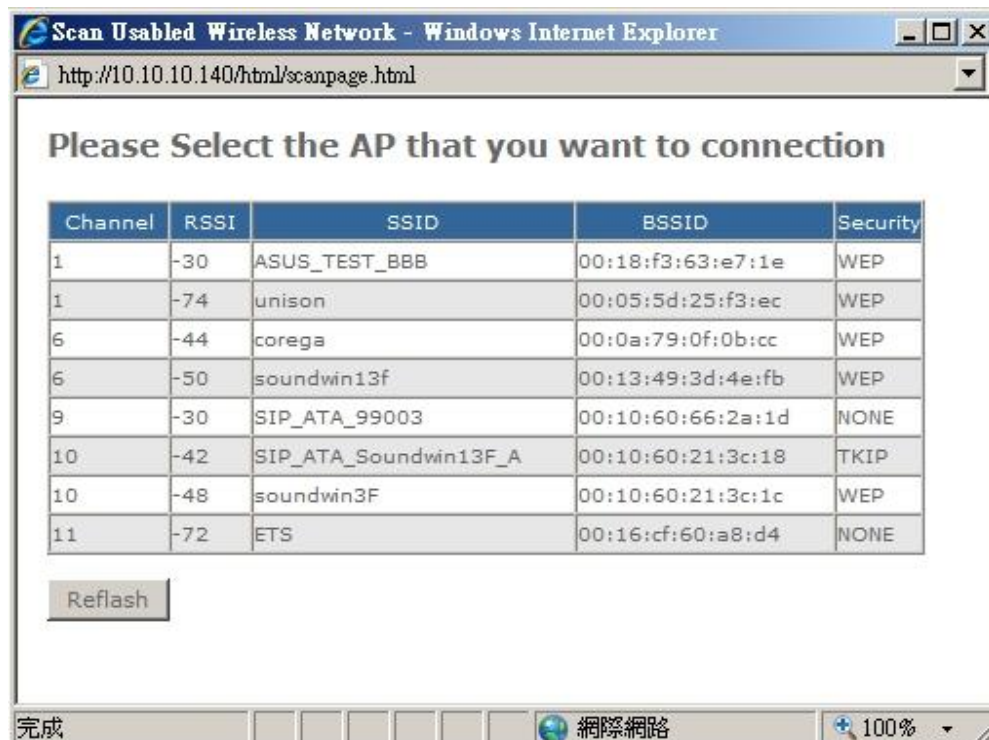 Scan Usabled Wireless Network - Windows Internet Explorer
http://10.10.10.140/html/scanpage.html
Please Select the AP that you want to connection
Channel RSSI SSID BSSID Security
1 -30 ASUS_TEST_BBB 00:18:f3:63:e7:1e WEP
1 -74 unison 00:05:5d:25:f3:ec WEP
6 -44 corega 00:0a:79:0f:0b:cc WEP
6 -50 soundwin13f 00:13:49:3d:4e:fb WEP
9 -30 SIP_ATA_99003 00:10:60:66:2a:1d NONE
10 -42 SIP_ATA_Soundwin13F_A 00:10:60:21:3c:18 TKIP
10 -48 soundwin3F 00:10:60:21:3c:1c WEP
11 -72 ETS 00:16:cf:60:a8:d4 NONE
Reflash
完成 網際網路 100%